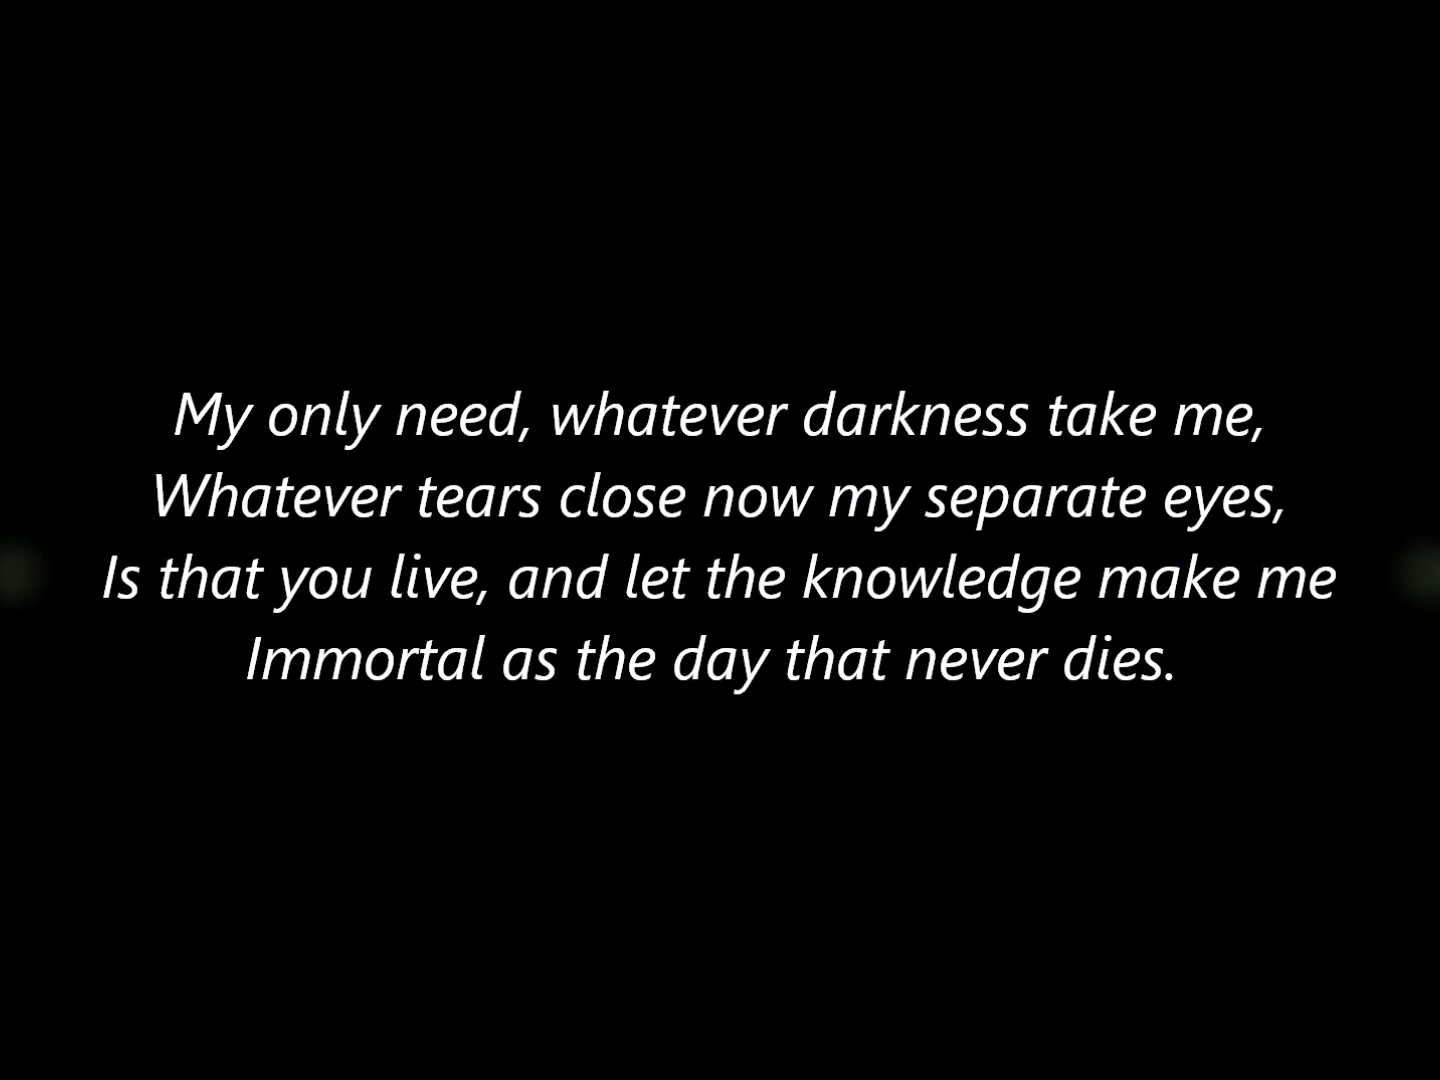 My only need, whatever darkness take me,
Whatever tears close now my separate eyes,
Is that you live, and let the knowledge make me
Immortal as the day that never dies.